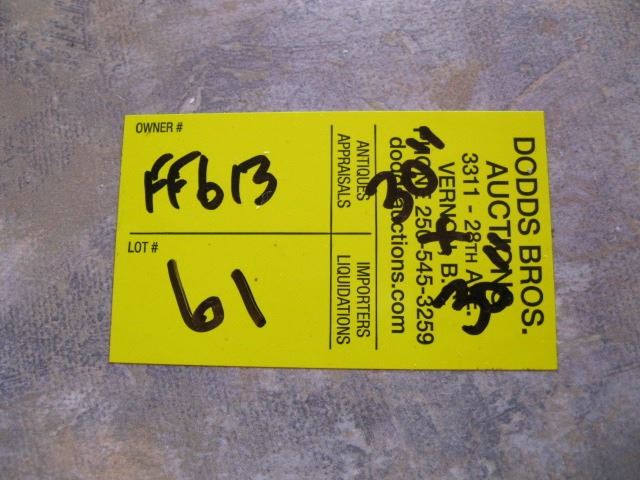 OWNER #
FF613
LOT #
61
ANTIQUES
APPRAISALS
IMPORTERS
LIQUIDATIONS
DODDS BROS.
AUCTIONS
3311 - 28TH AVE.
VERNON B.C.
PHONE 250-545-3259
doddsauctions.com